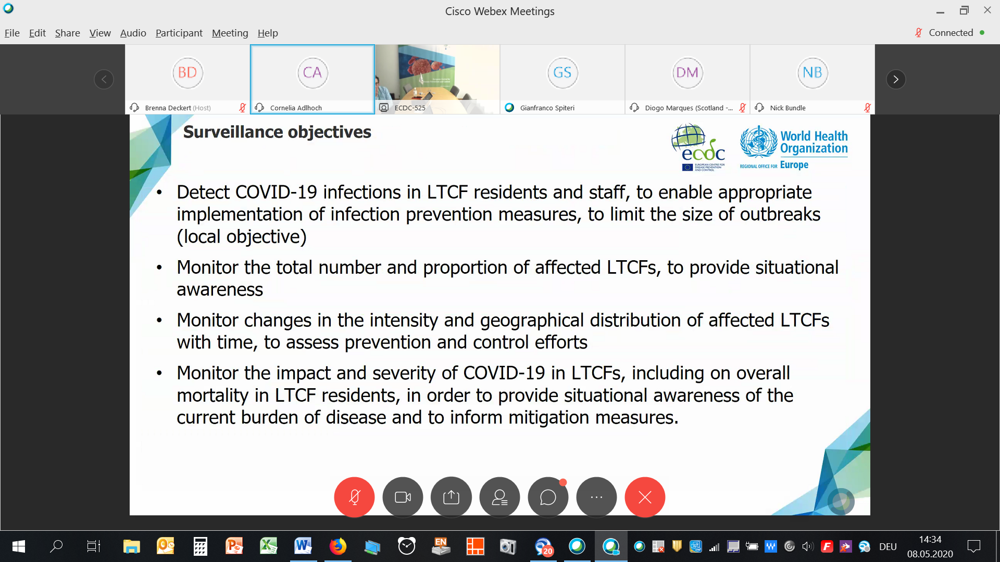 Cisco Webex Meetings
File Edit Share View Audio Participant Meeting Help
Connected
BD
CA
GS
DM
NB
Brenna Deckert (Host)
Cornelia Adlhoch
ECDC-525
Gianfranco Spiteri
Diogo Marques (Scotland -...
Nick Bundle
Surveillance objectives
ecdc
EUROPEAN CENTRE FOR
DISEASE PREVENTION
AND CONTROL
World Health
Organization
REGIONAL OFFICE FOR Europe
• Detect COVID-19 infections in LTCF residents and staff, to enable appropriate
implementation of infection prevention measures, to limit the size of outbreaks
(local objective)
• Monitor the total number and proportion of affected LTCFs, to provide situational
awareness
• Monitor changes in the intensity and geographical distribution of affected LTCFs
with time, to assess prevention and control efforts
• Monitor the impact and severity of COVID-19 in LTCFs, including on overall
mortality in LTCF residents, in order to provide situational awareness of the
current burden of disease and to inform mitigation measures.
EN
20
DEU
14:34
08.05.2020